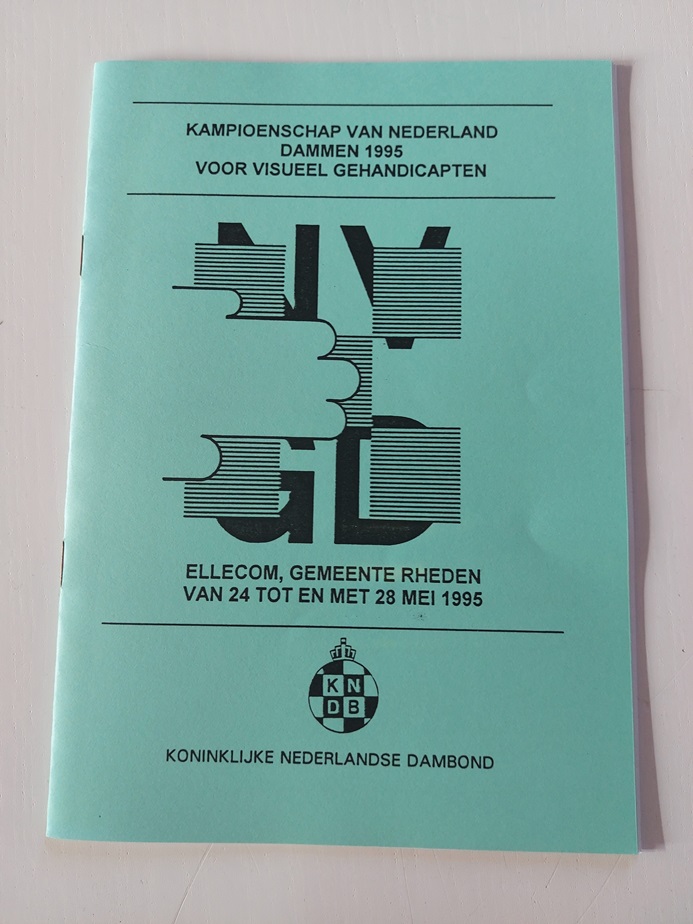 KAMPIOENSCHAP VAN NEDERLAND
DAMMEN 1995
VOOR VISUEEL GEHANDICAPTEN
NV
GD
ELLECOM, GEMEENTE RHEDEN
VAN 24 TOT EN MET 28 MEI 1995
KN
DB
KONINKLIJKE NEDERLANDSE DAMBOND